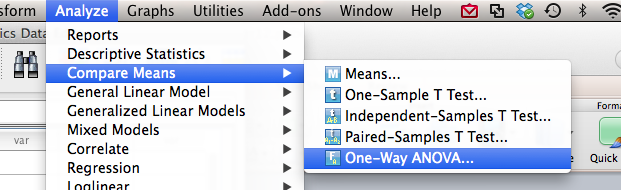 sform Analyze Graphs Utilities Add-ons Window Help
ics Data
Reports
Descriptive Statistics
Compare Means
General Linear Model
Generalized Linear Models
Mixed Models
Correlate
Regression
Loglinear
Means...
One-Sample T Test...
Independent-Samples T Test...
Paired-Samples T Test...
One-Way ANOVA...
var
Forma
Quick